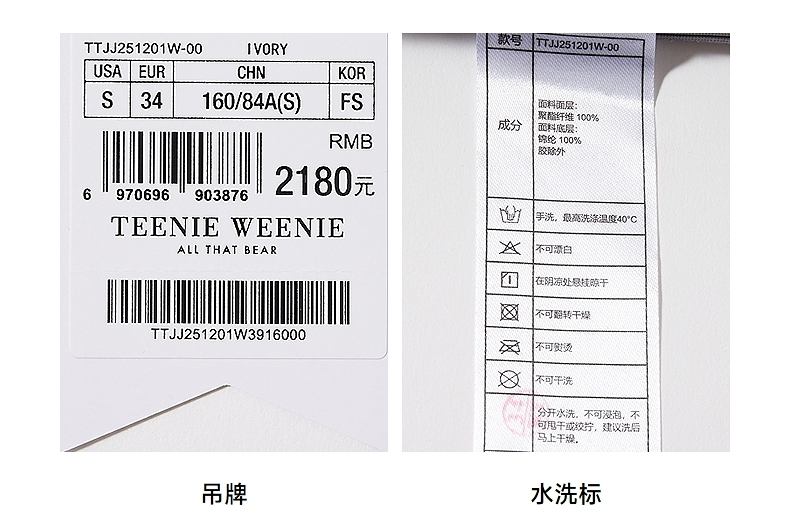 TTJJ251201W-00 IVORY
USA EUR CHN KOR
S 34 160/84A(S) FS
RMB
2180元
6 970696 903876
TEENIE WEENIE
ALL THAT BEAR
TTJJ251201W3916000
吊牌
款号 TTJJ251201W-00
成分
面料面层:
聚酯纤维 100%
面料底层:
锦纶 100%
胶除外
手洗，最高洗涤温度40°C
不可漂白
在阴凉处悬挂晾干
不可翻转干燥
不可熨烫
不可干洗
分开水洗，不可浸泡，不
可甩干或绞拧，建议洗后
马上干燥。
水洗标